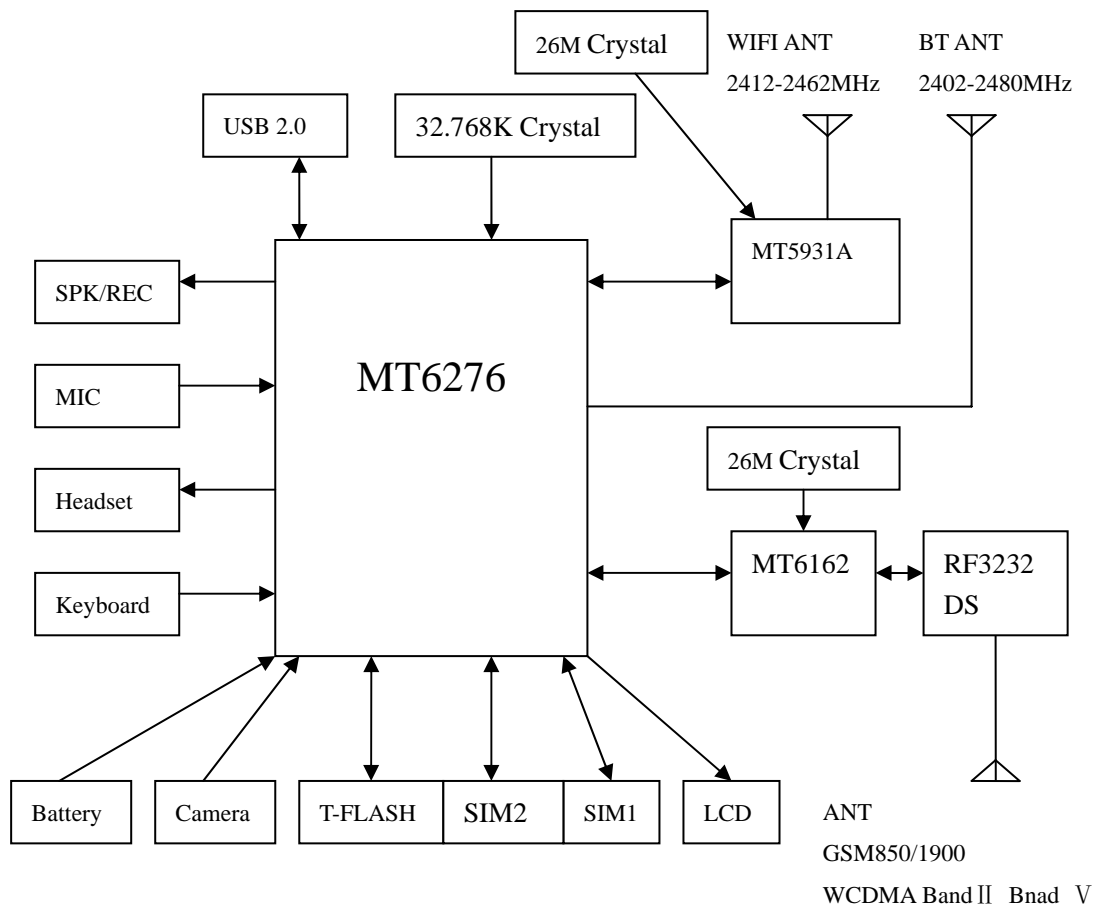 26M Crystal
WIFI ANT
2412-2462MHz
BT ANT
2402-2480MHz
USB 2.0
32.768K Crystal
MT5931A
SPK/REC
MT6276
MIC
26M Crystal
Headset
MT6162
RF3232
DS
Keyboard
Battery
Camera
T-FLASH
SIM2
SIM1
LCD
ANT
GSM850/1900
WCDMA Band Ⅱ Bnad Ⅴ